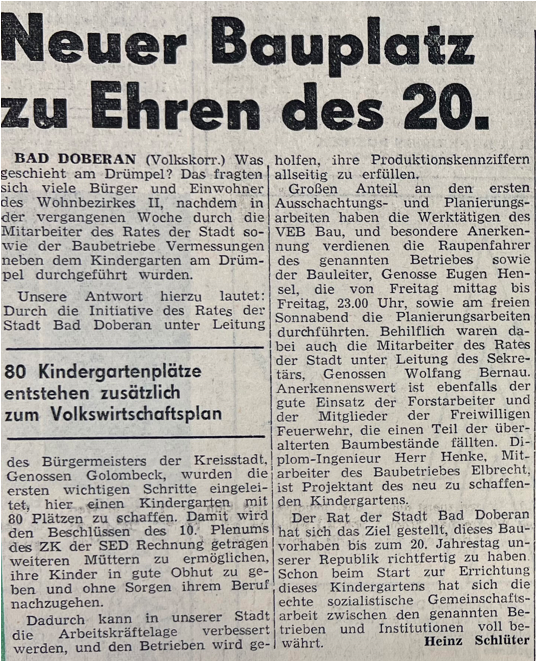 Neuer Bauplatz
zu Ehren des 20.
BAD DOBERAN (Volkskorr.) Was
geschieht am Drümpel? Das fragten
sich viele Bürger und Einwohner
des Wohnbezirkes II, nachdem in
der vergangenen Woche durch die
Mitarbeiter des Rates der Stadt so-
wie der Baubetriebe Vermessungen
neben dem Kindergarten am Drüm-
pel durchgeführt wurden.
Unsere Antwort hierzu lautet:
Durch die Initiative des Rates der
Stadt Bad Doberan unter Leitung
80 Kindergartenplätze
entstehen zusätzlich
zum Volkswirtschaftsplan
des Bürgermeisters der Kreisstadt,
Genossen Golombeck, wurden die
ersten wichtigen Schritte eingelei-
tet, hier einen Kindergarten mit
80 Plätzen zu schaffen. Damit wird
den Beschlüssen des 10. Plenums
des ZK der SED Rechnung getragen
weiteren Müttern zu ermöglichen,
ihre Kinder in gute Obhut zu ge-
ben und ohne Sorgen ihrem Beruf
nachzugehen.
Dadurch kann in unserer Stadt
die Arbeitskräftelage verbessert
werden, und den Betrieben wird ge-
holfen, ihre Produktionskennziffern
allseitig zu erfüllen.
Großen Anteil an den ersten
Ausschachtungs- und Planierungs-
arbeiten haben die Werktätigen des
VEB Bau, und besondere Anerken-
nung verdienen die Raupenfahrer
des genannten Betriebes sowie
der Bauleiter, Genosse Eugen Hen-
sel, die von Freitag mittag bis
Freitag, 23.00 Uhr, sowie am freien
Sonnabend die Planierungsarbeiten
durchführten. Behilflich waren da-
bei auch die Mitarbeiter des Rates
der Stadt unter Leitung des Sekre-
tärs, Genossen Wolfang Bernau.
Anerkennenswert ist ebenfalls der
gute Einsatz der Forstarbeiter und
der Mitglieder der Freiwilligen
Feuerwehr, die einen Teil der über-
alterten Baumbestände fällten. Di-
plom-Ingenieur Herr Henke, Mit-
arbeiter des Baubetriebes Elbrecht,
ist Projektant des neu zu schaffen-
den Kindergartens.
Der Rat der Stadt Bad Doberan
hat sich das Ziel gestellt, dieses Bau-
vorhaben bis zum 20. Jahrestag un-
serer Republik richtfertig zu haben.
Schon beim Start zur Errichtung
dieses Kindergartens hat sich die
echte sozialistische Gemeinschafts-
arbeit zwischen den genannten Be-
trieben und Institutionen voll be-
währt. Heinz Schlüter